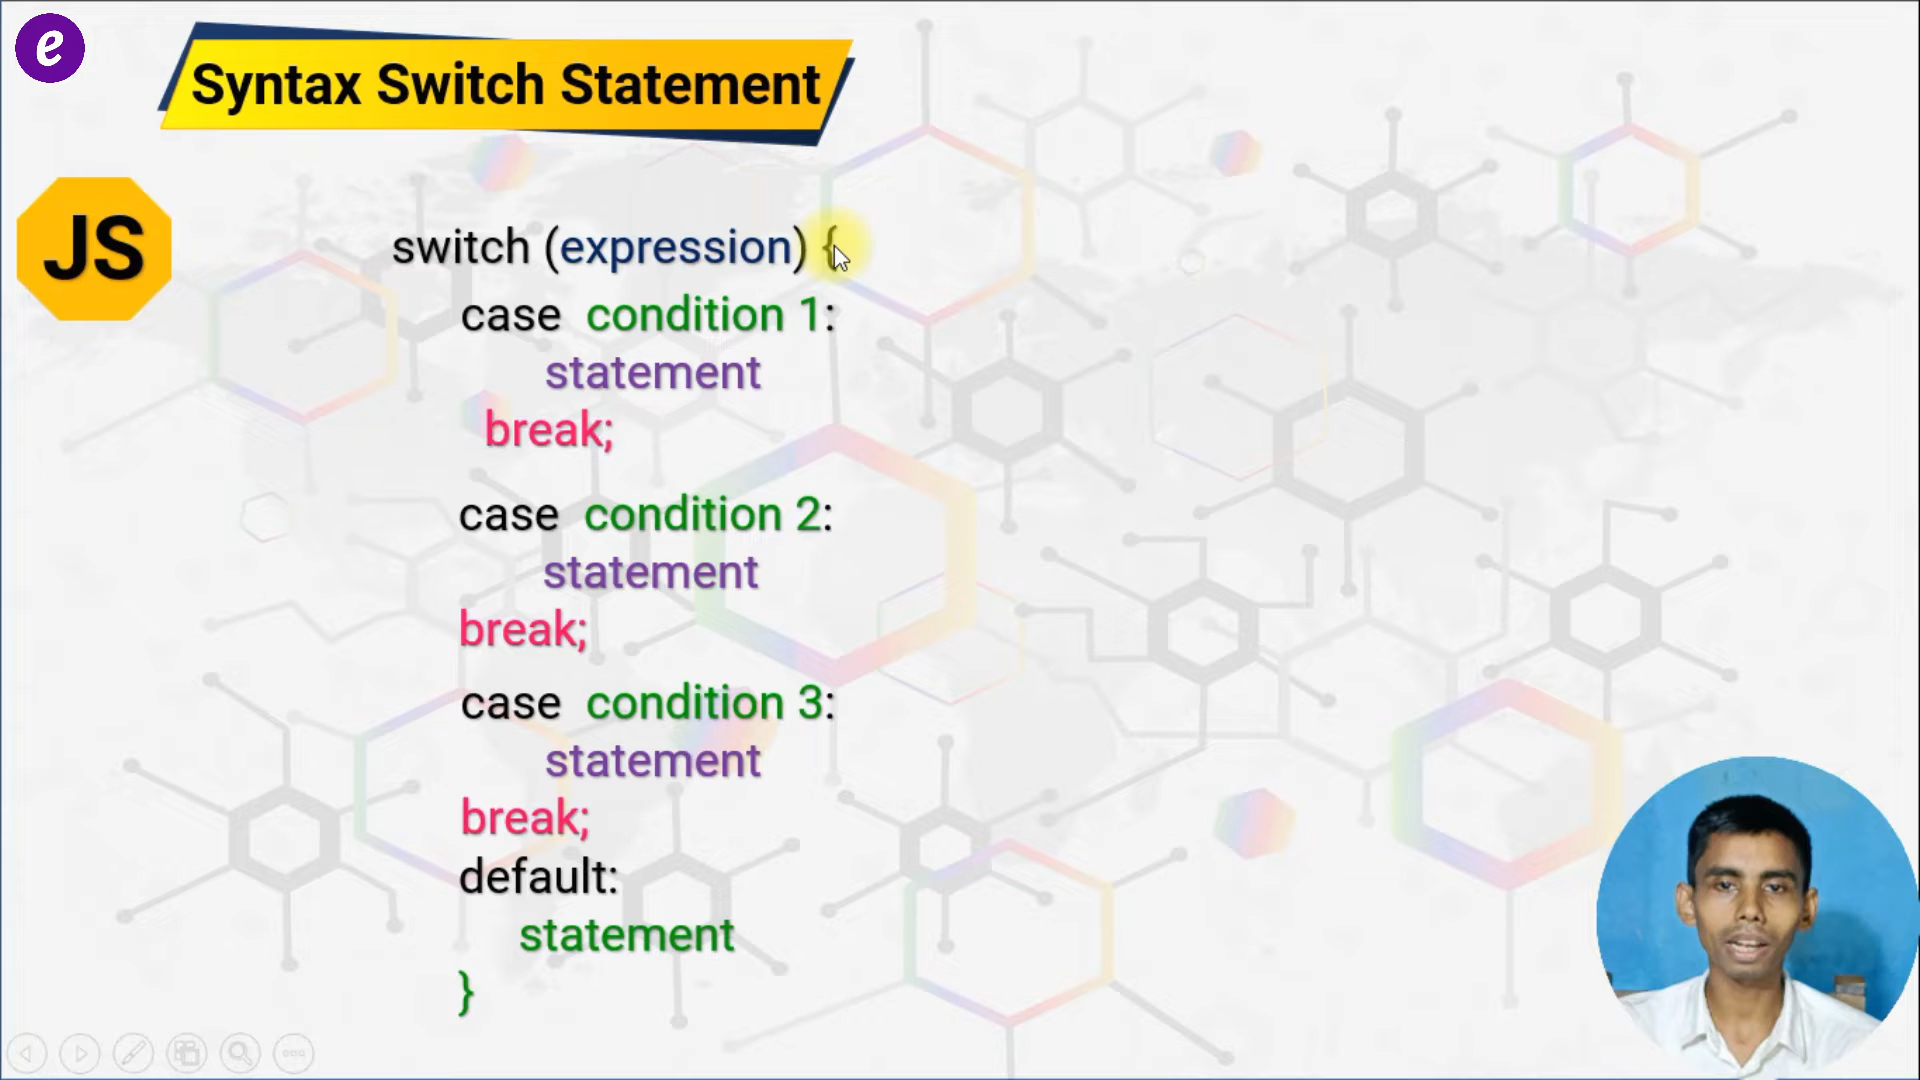 e
Syntax Switch Statement
JS
switch (expression) {
case condition 1:
statement
break;
case condition 2:
statement
break;
case condition 3:
statement
break;
default:
statement
}